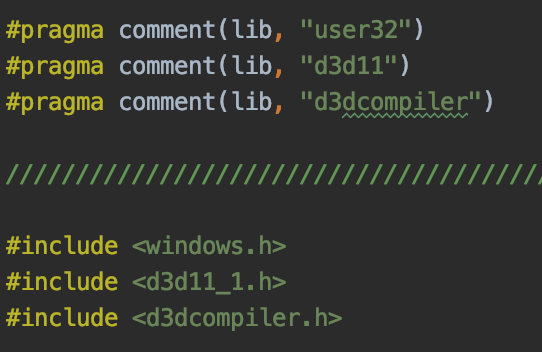 #pragma comment(lib, "user32")
#pragma comment(lib, "d3d11")
#pragma comment(lib, "d3dcompiler")
///////////////////////////////////////
#include <windows.h>
#include <d3d11_1.h>
#include <d3dcompiler.h>